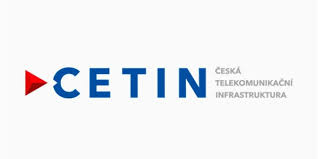 CETIN
ČESKÁ
TELEKOMUNIKAČNÍ
INFRASTRUKTURA